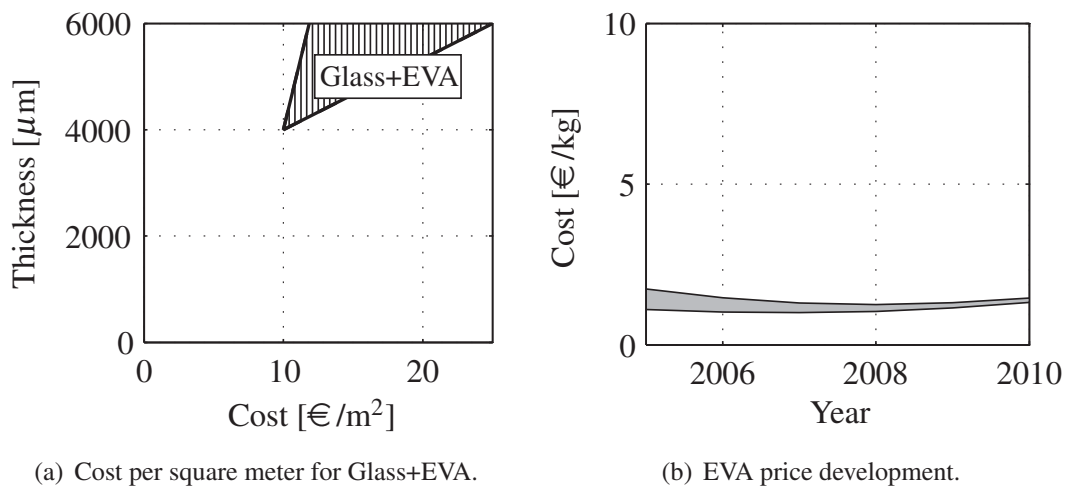 6000
4000
2000
0
Thickness [μm]
Glass+EVA
0 10 20
Cost [€/m²]
(a) Cost per square meter for Glass+EVA.
10
5
0
Cost [€/kg]
2006 2008 2010
Year
(b) EVA price development.